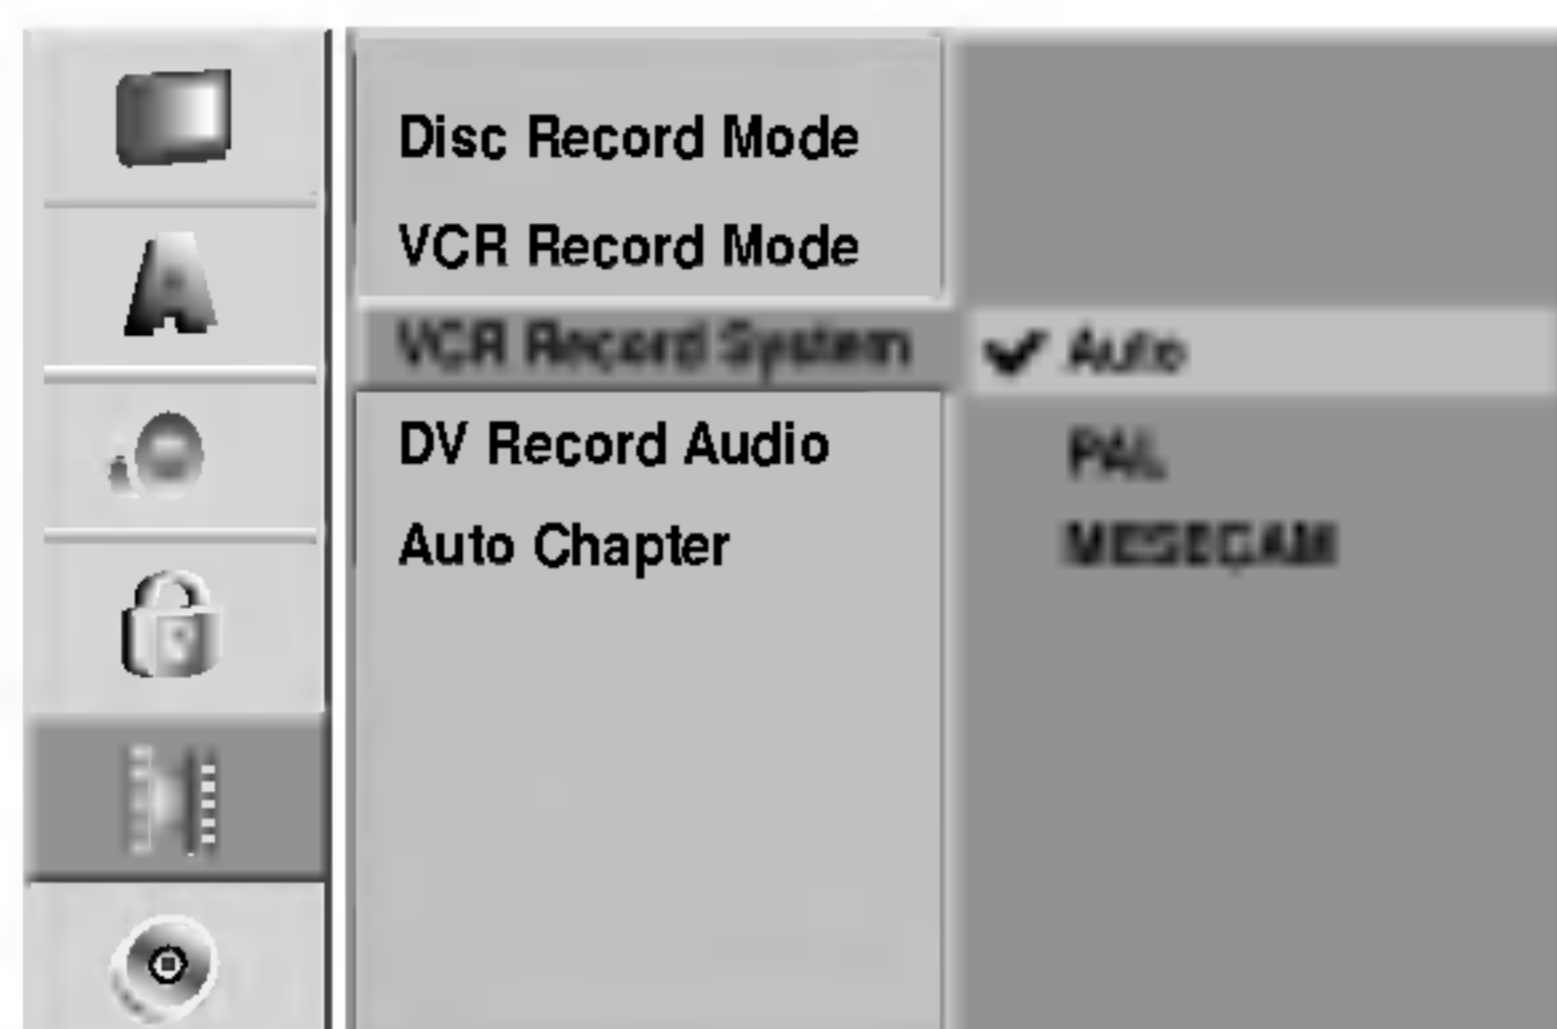 Disc Record Mode
VCR Record Mode
VCR Record System
Auto
DV Record Audio
PAL
Auto Chapter
MESECAM